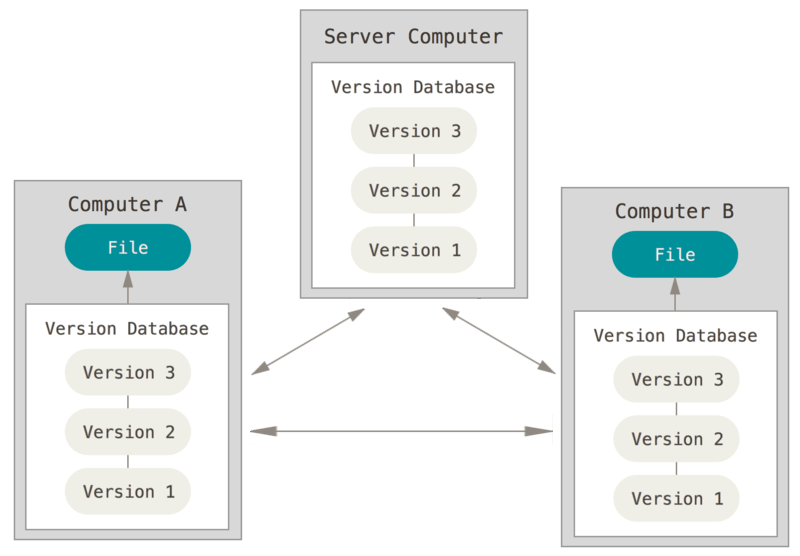 Server Computer
Version Database
Version 3
Version 2
Version 1
Computer A
File
Version Database
Version 3
Version 2
Version 1
Computer B
File
Version Database
Version 3
Version 2
Version 1